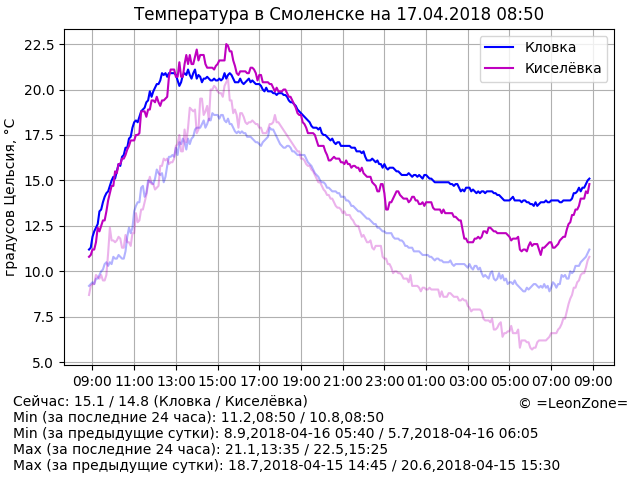 Температура в Смоленске на 17.04.2018 08:50
Кловка
Киселёвка
градусов Цельсия, °C
22.5
20.0
17.5
15.0
12.5
10.0
7.5
5.0
09:00 11:00 13:00 15:00 17:00 19:00 21:00 23:00 01:00 03:00 05:00 07:00 09:00
© =LeonZone=
Сейчас: 15.1 / 14.8 (Кловка / Киселёвка)
Min (за последние 24 часа): 11.2,08:50 / 10.8,08:50
Min (за предыдущие сутки): 8.9,2018-04-16 05:40 / 5.7,2018-04-16 06:05
Max (за последние 24 часа): 21.1,13:35 / 22.5,15:25
Max (за предыдущие сутки): 18.7,2018-04-15 14:45 / 20.6,2018-04-15 15:30